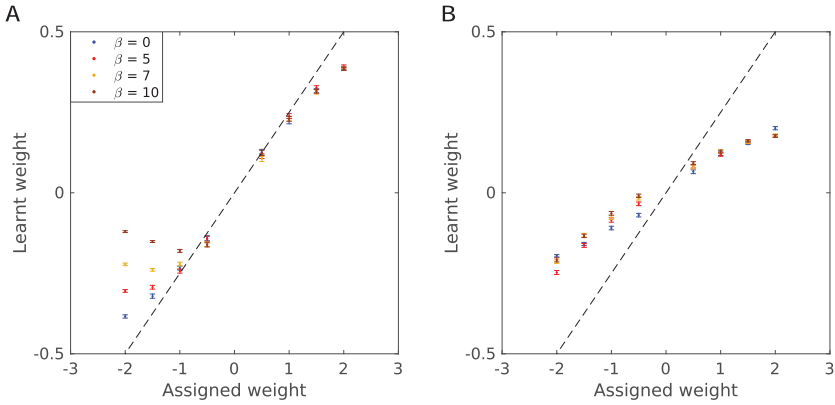 A
B
0.5
0
-0.5
-3
-2
-1
0
1
2
3
Learnt weight
Assigned weight
β = 0
β = 5
β = 7
β = 10
0.5
0
-0.5
-3
-2
-1
0
1
2
3
Learnt weight
Assigned weight